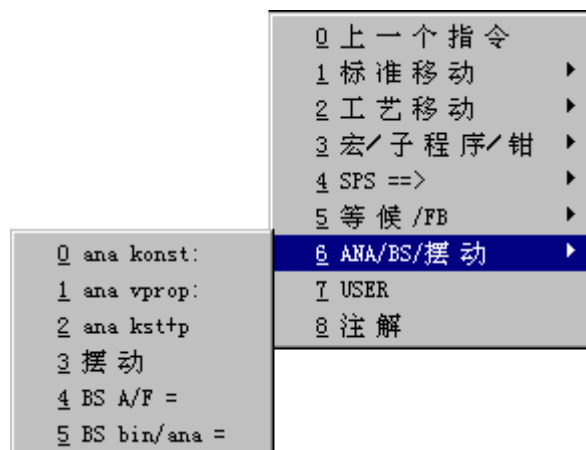 0 上一个指令
1 标准移动
2 工艺移动
3 宏/子程序/钳
4 SPS ==>
5 等候/FB
6 ANA/BS/摆动
7 USER
8 注解
0 ana konst:
1 ana vprop:
2 ana kst+p
3 摆动
4 BS A/F =
5 BS bin/ana =